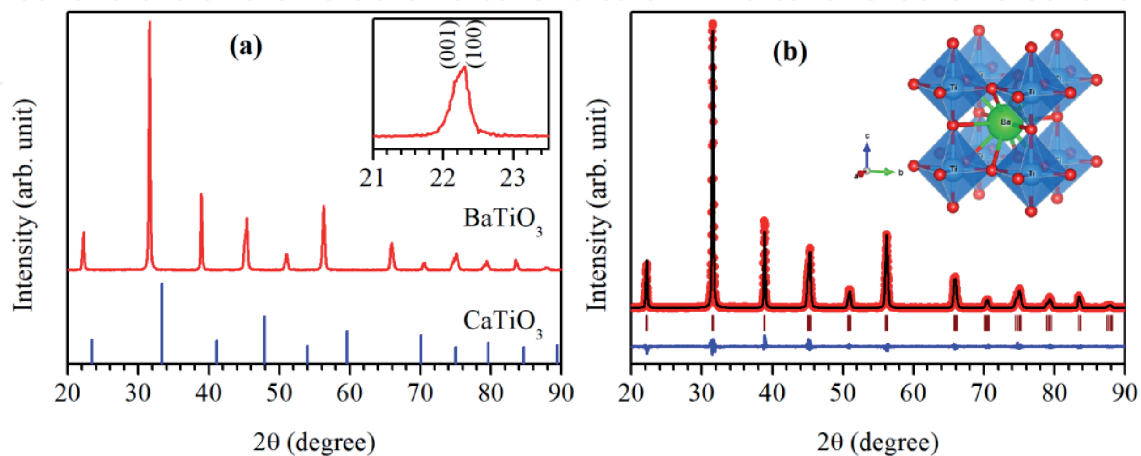 (a)
(001)
(100)
21 22 23
BaTiO3
CaTiO3
Intensity (arb. unit)
20 30 40 50 60 70 80 90
2θ (degree)
(b)
Ti
Ti
Ba
Ti
Ti
c
a
b
Intensity (arb. unit)
20 30 40 50 60 70 80 90
2θ (degree)